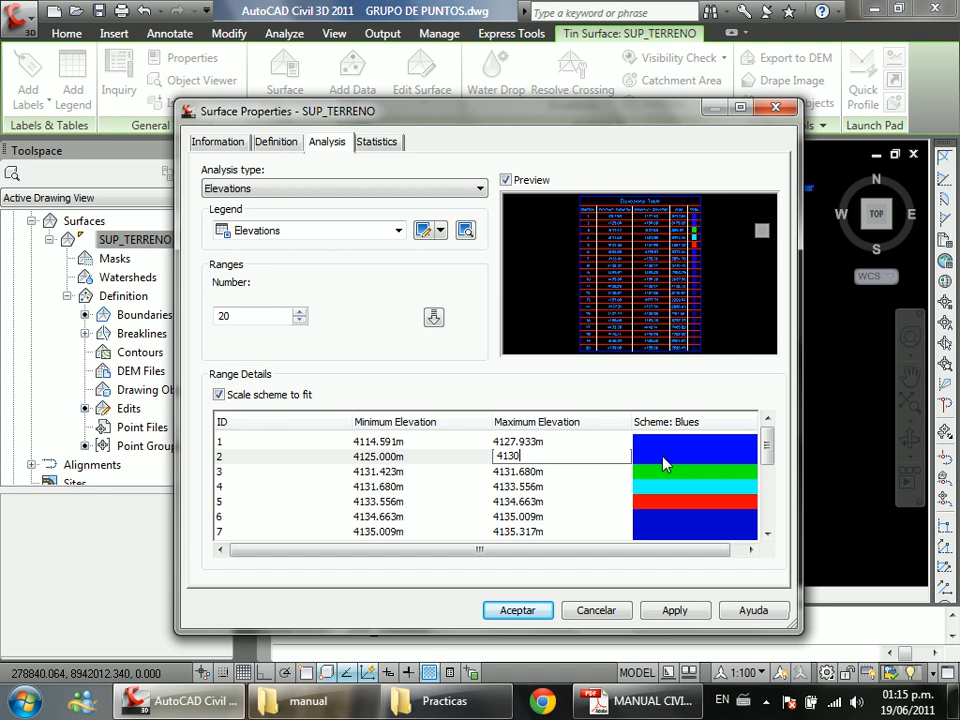 AutoCAD Civil 3D 2011 GRUPO DE PUNTOS.dwg
Type a keyword or phrase
3D
Home Insert Annotate Modify Analyze View Output Manage Express Tools Tin Surface: SUP_TERRENO
Properties
Visibility Check
Export to DEM
Object Viewer
Catchment Area
Drape Image
Add Labels
Add Legend
Inquiry
Surface
Add Data
Edit Surface
Water Drop
Resolve Crossing
Quick Profile
Labels & Tables
General
Launch Pad
Surface Properties - SUP_TERRENO
Toolspace
Active Drawing View
Surfaces
SUP_TERRENO
Masks
Watersheds
Definition
Boundaries
Breaklines
Contours
DEM Files
Drawing Ob
Edits
Point Files
Point Group
Alignments
Sites
Information Definition Analysis Statistics
Analysis type:
Elevations
Preview
Legend
Elevations
Ranges
Number:
20
Range Details
Scale scheme to fit
ID Minimum Elevation Maximum Elevation Scheme: Blues
1 4114.591m 4127.933m
2 4125.000m 4130
3 4131.423m 4131.680m
4 4131.680m 4133.556m
5 4133.556m 4134.663m
6 4134.663m 4135.009m
7 4135.009m 4135.317m
Aceptar Cancelar Apply Ayuda
N
W TOP E
S
WCS
278840.064, 8942012.340, 0.000
MODEL
1:100
AutoCAD Civil ...
manual
Practicas
MANUAL CIVI...
EN
01:15 p.m.
19/06/2011